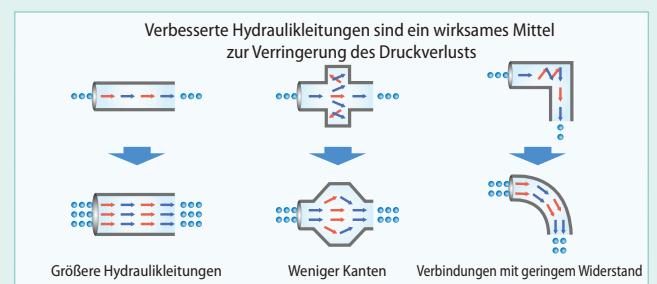 Verbesserte Hydraulikleitungen sind ein wirksames Mittel
zur Verringerung des Druckverlusts
Größere Hydraulikleitungen
Weniger Kanten
Verbindungen mit geringem Widerstand